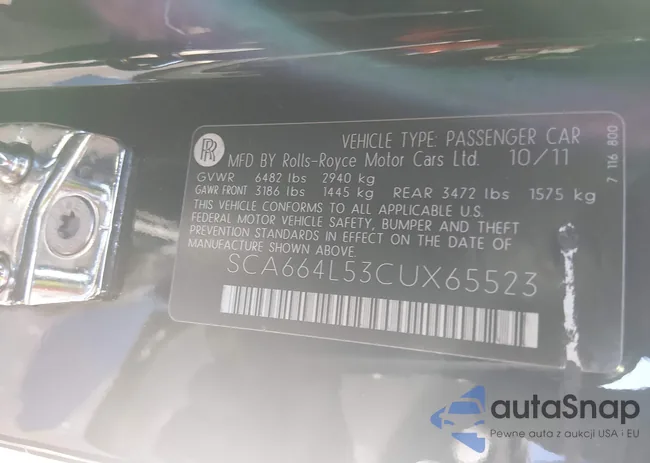 RR
VEHICLE TYPE: PASSENGER CAR
MFD BY Rolls-Royce Motor Cars Ltd. 10/11
GVWR 6482 lbs 2940 kg
GAWR FRONT 3186 lbs 1445 kg REAR 3472 lbs 1575 kg
THIS VEHICLE CONFORMS TO ALL APPLICABLE U.S.
FEDERAL MOTOR VEHICLE SAFETY, BUMPER AND THEFT
PREVENTION STANDARDS IN EFFECT ON THE DATE OF
MANUFACTURE SHOWN ABOVE.
SCA664L53CUX65523
7 116 800
autaSnap
Pewne auta z aukcji USA i EU